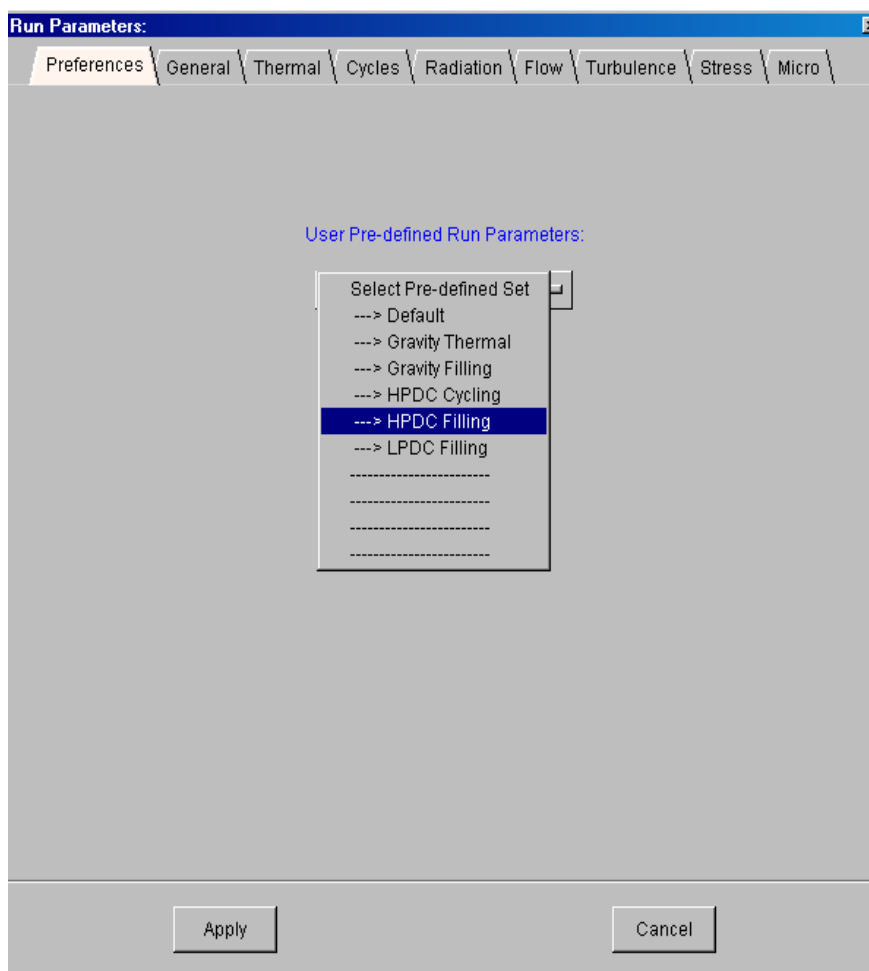 Run Parameters:
Preferences General Thermal Cycles Radiation Flow Turbulence Stress Micro
User Pre-defined Run Parameters:
Select Pre-defined Set
---> Default
---> Gravity Thermal
---> Gravity Filling
---> HPDC Cycling
---> HPDC Filling
---> LPDC Filling
------------------------
------------------------
------------------------
------------------------
Apply Cancel